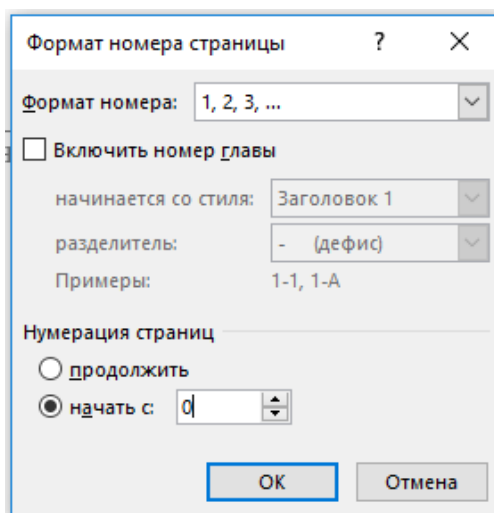 Формат номера страницы ?
Формат номера: 1, 2, 3, ...
Включить номер главы
начинается со стиля: Заголовок 1
разделитель: - (дефис)
Примеры: 1-1, 1-A
Нумерация страниц
продолжить
начать с: 0
ОК Отмена